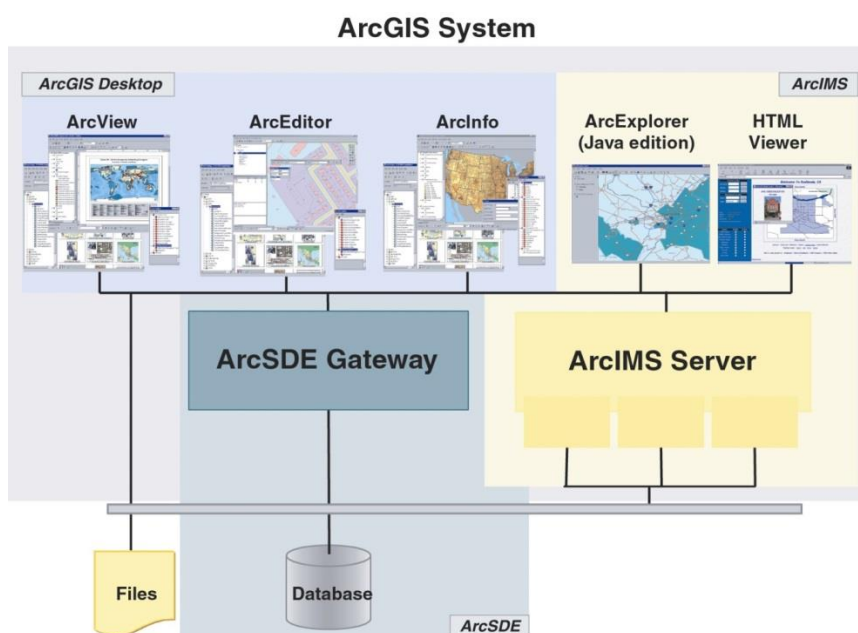 ArcGIS System
ArcGIS Desktop
ArcIMS
ArcView
ArcEditor
ArcInfo
ArcExplorer
(Java edition)
HTML
Viewer
ArcSDE Gateway
ArcIMS Server
Files
Database
ArcSDE